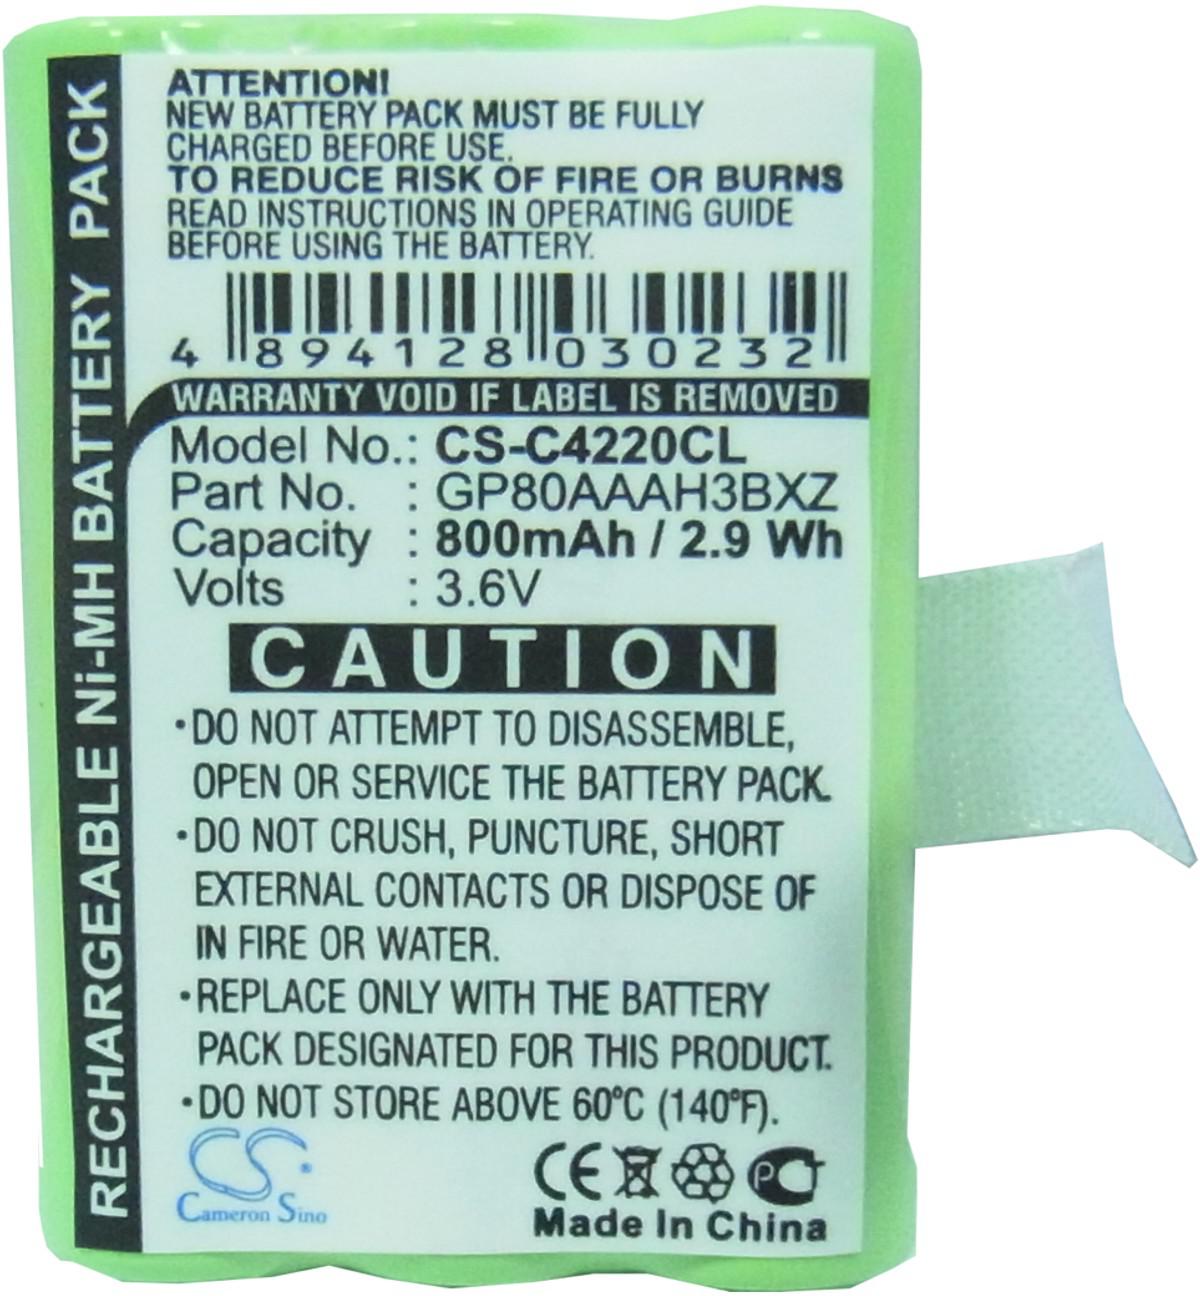 RECHARGEABLE Ni-MH BATTERY PACK
ATTENTION!
NEW BATTERY PACK MUST BE FULLY
CHARGED BEFORE USE.
TO REDUCE RISK OF FIRE OR BURNS
READ INSTRUCTIONS IN OPERATING GUIDE
BEFORE USING THE BATTERY.
4 894128 030232
WARRANTY VOID IF LABEL IS REMOVED
Model No.: CS-C4220CL
Part No. : GP80AAAH3BXZ
Capacity : 800mAh / 2.9 Wh
Volts : 3.6V
CAUTION
•DO NOT ATTEMPT TO DISASSEMBLE,
OPEN OR SERVICE THE BATTERY PACK.
•DO NOT CRUSH, PUNCTURE, SHORT
EXTERNAL CONTACTS OR DISPOSE OF
IN FIRE OR WATER.
•REPLACE ONLY WITH THE BATTERY
PACK DESIGNATED FOR THIS PRODUCT.
•DO NOT STORE ABOVE 60°C (140°F).
CS
Cameron Sino
CE PC
Made In China